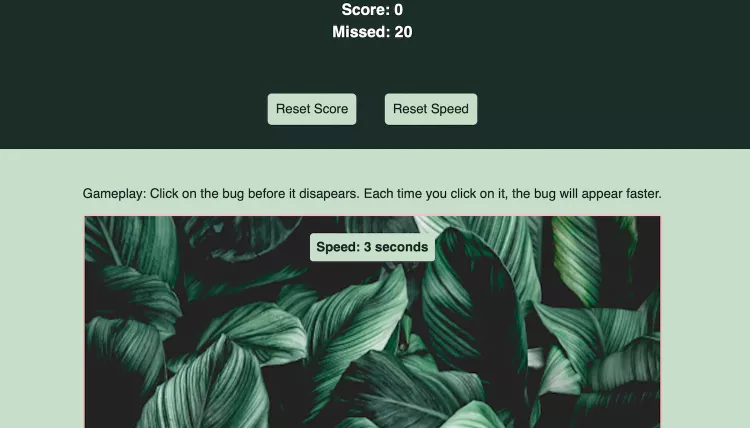 Score: 0
Missed: 20
Reset Score
Reset Speed
Gameplay: Click on the bug before it disapears. Each time you click on it, the bug will appear faster.
Speed: 3 seconds